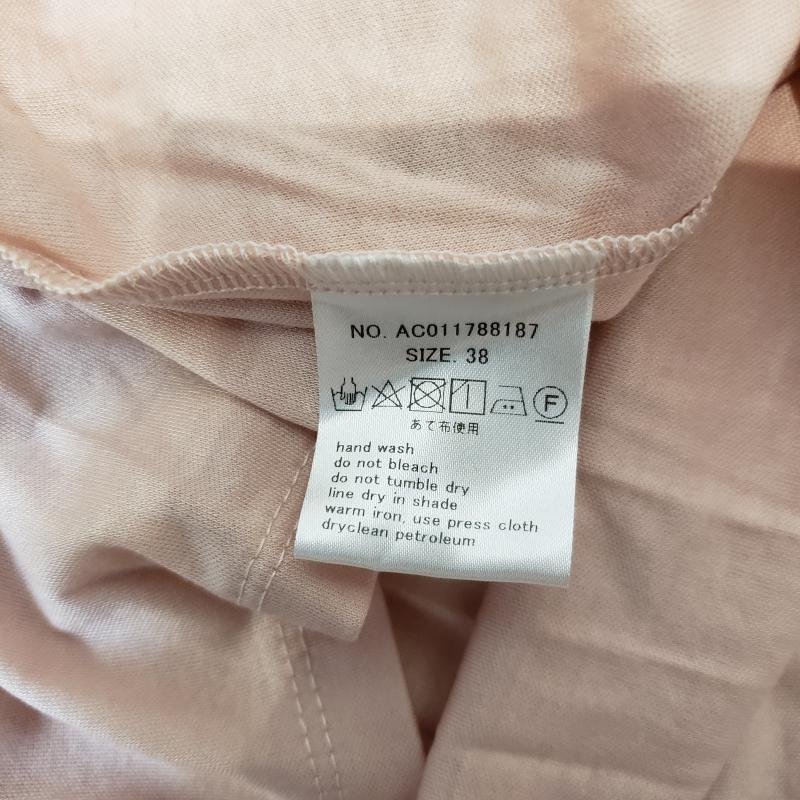 NO. AC011788187
SIZE. 38
F
あて布使用
hand wash
do not bleach
do not tumble dry
line dry in shade
warm iron, use press cloth
dryclean petroleum